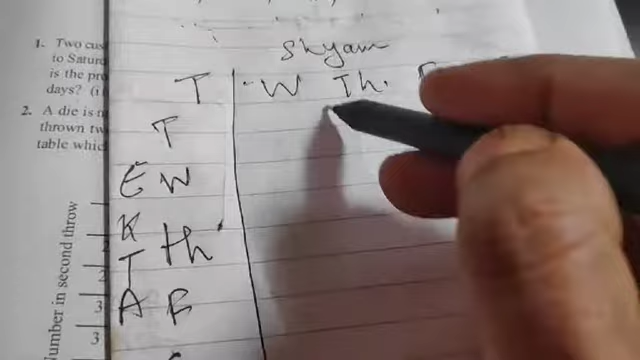 1. Two cus
to Satur
is the pro
days? (i
2. A die is n
thrown tw
table whic
Number in second throw
2
2
3
3
Shyam
T W Th.
T
E W
K Th
T
A F